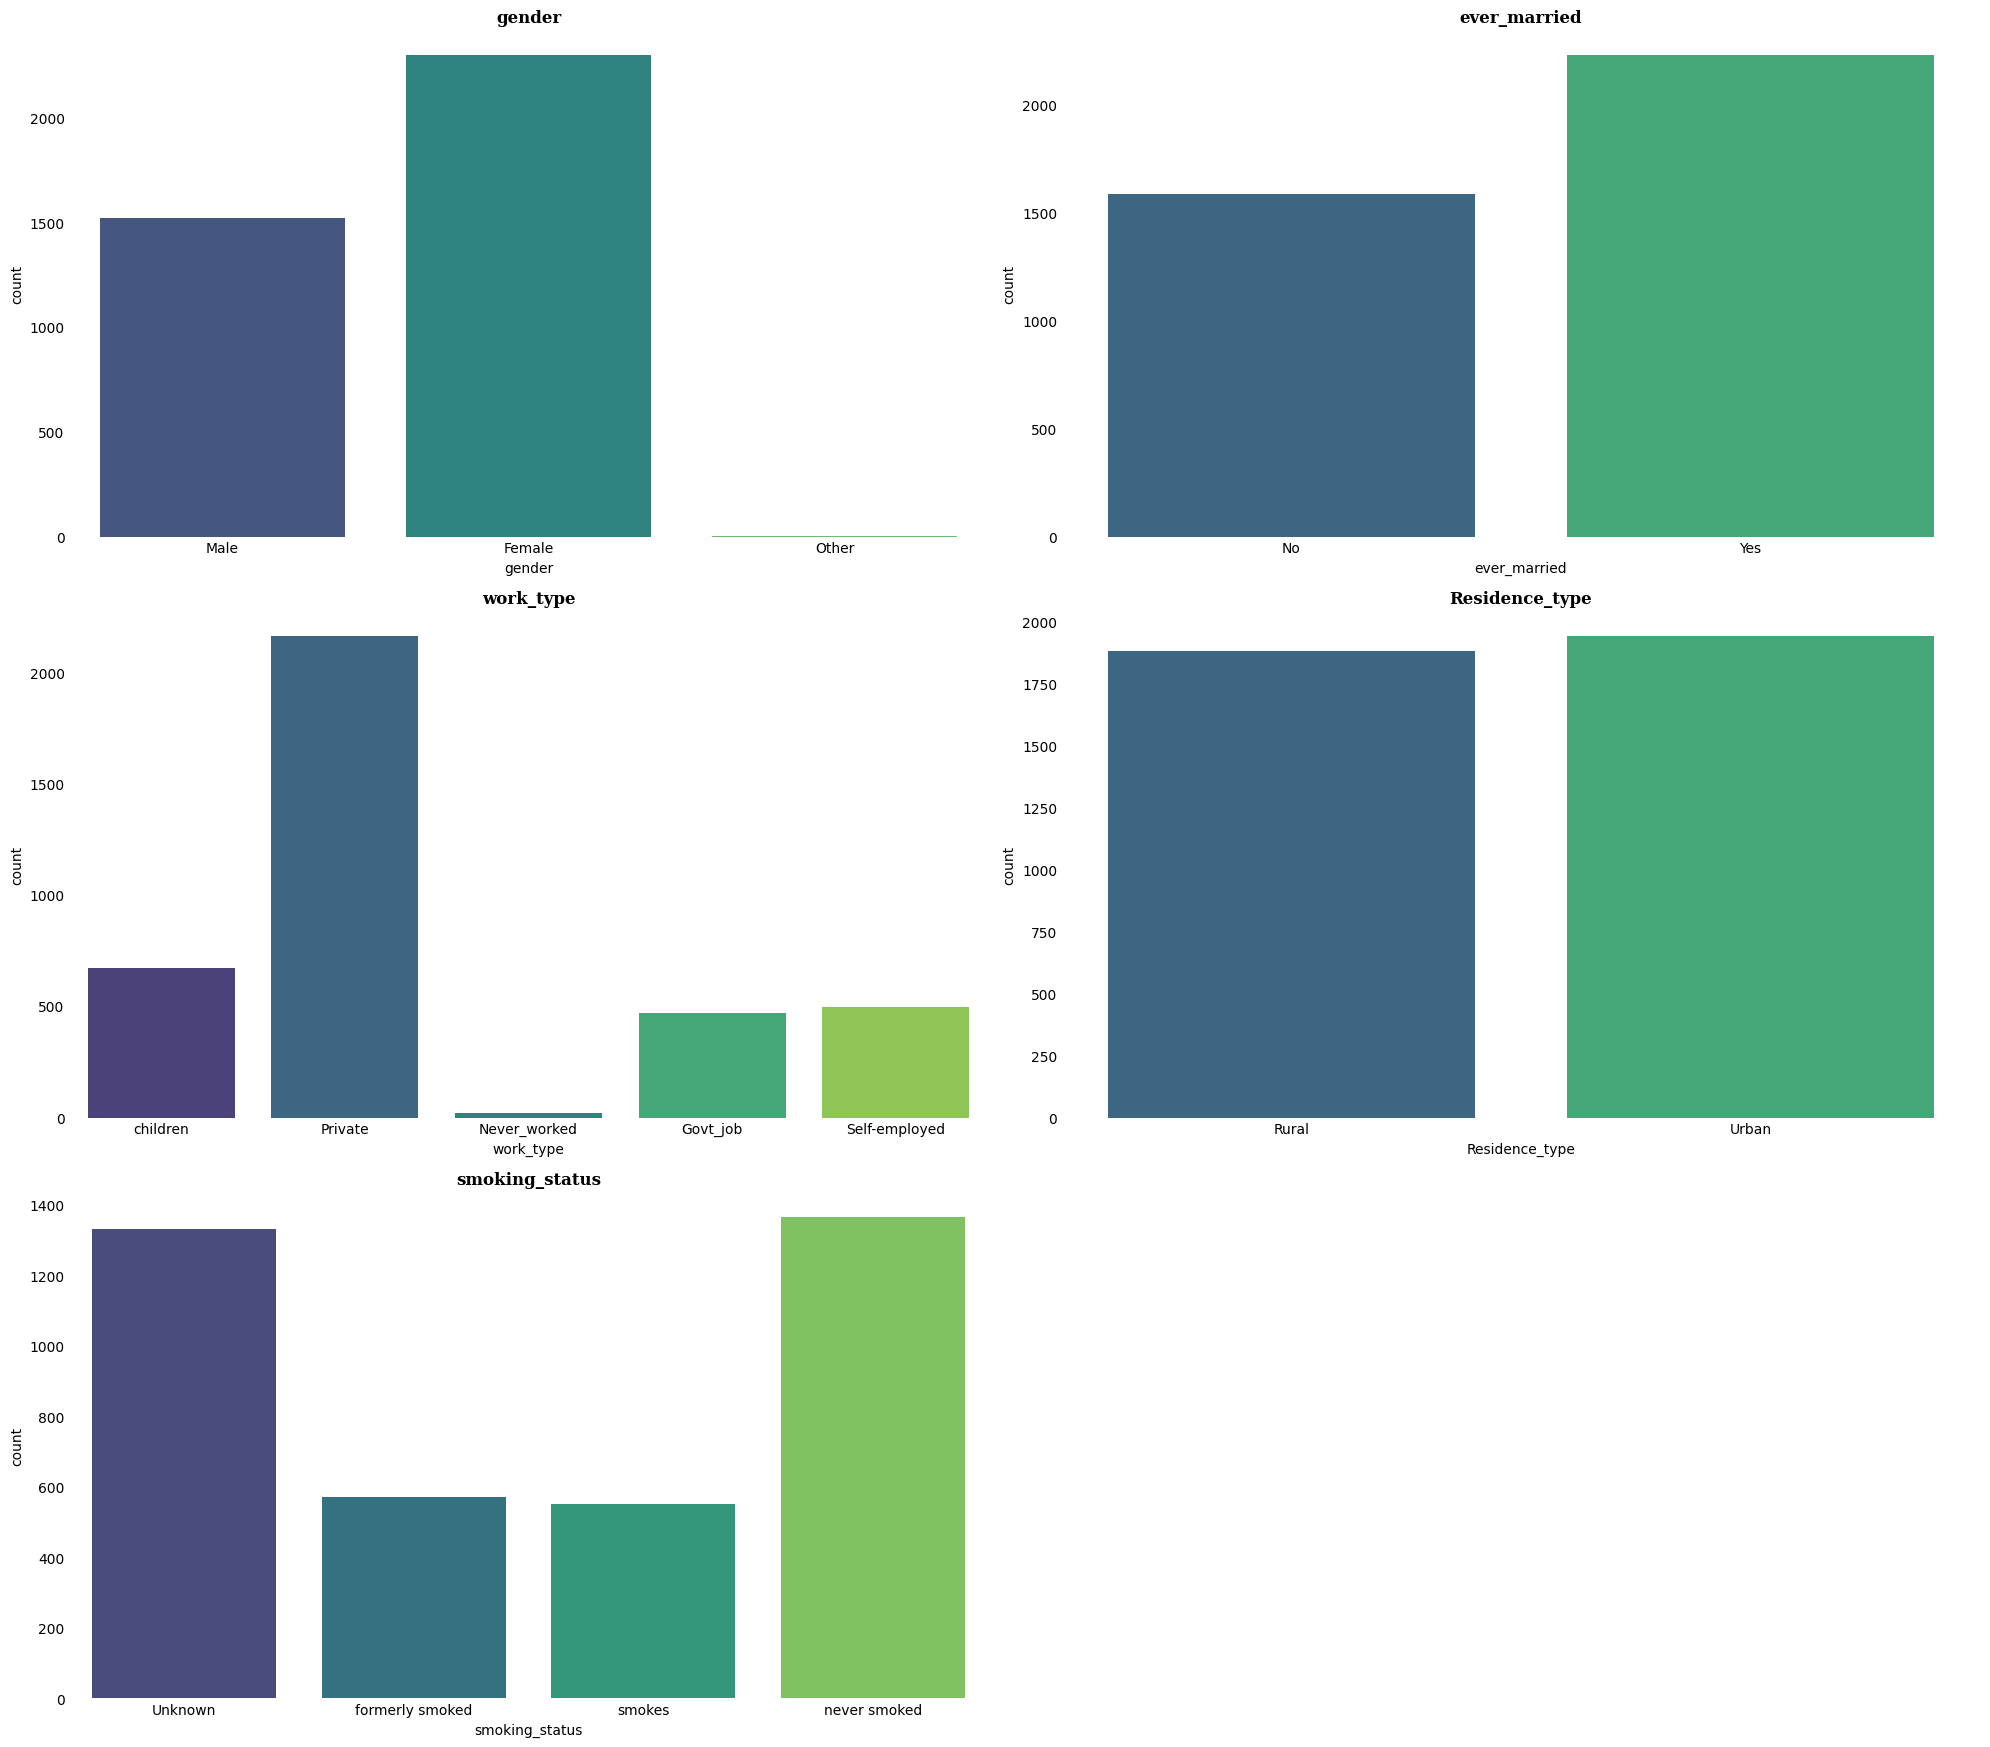 gender
2000
1500
1000
500
0
count
Male Female Other
gender
ever_married
2000
1500
1000
500
0
count
No Yes
ever_married
work_type
2000
1500
1000
500
0
count
children Private Never_worked Govt_job Self-employed
work_type
Residence_type
2000
1750
1500
1250
1000
750
500
250
0
count
Rural Urban
Residence_type
smoking_status
1400
1200
1000
800
600
400
200
0
count
Unknown formerly smoked smokes never smoked
smoking_status